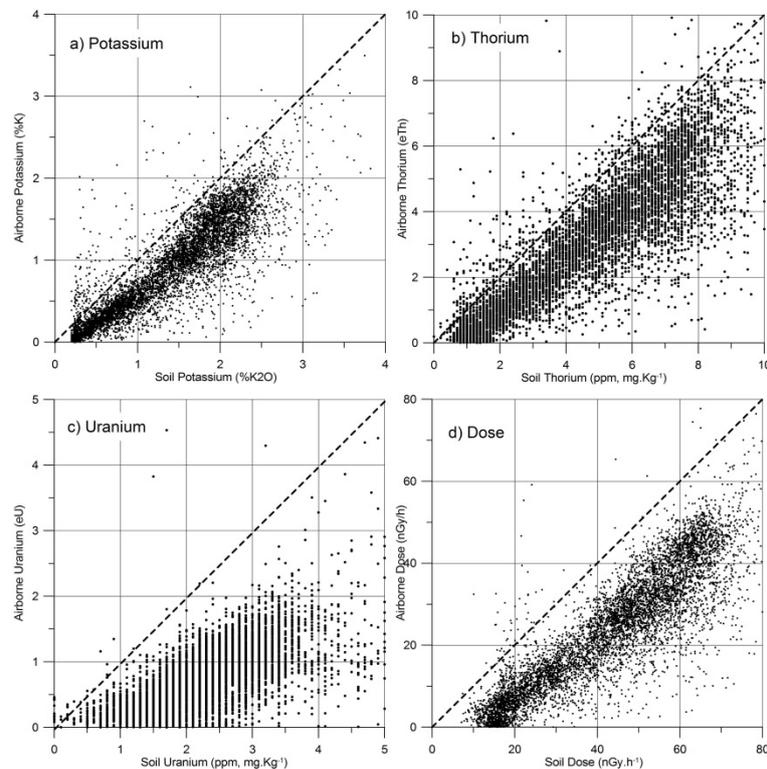 a) Potassium
4
3
2
1
0
Airborne Potassium (%K)
0 1 2 3 4
Soil Potassium (%K2O)
b) Thorium
10
8
6
4
2
0
Airborne Thorium (eTh)
0 2 4 6 8 10
Soil Thorium (ppm, mg.Kg-1)
c) Uranium
5
4
3
2
1
0
Airborne Uranium (eU)
0 1 2 3 4 5
Soil Uranium (ppm, mg.Kg-1)
d) Dose
80
60
40
20
0
Airborne Dose (nGy/h)
0 20 40 60 80
Soil Dose (nGy.h-1)